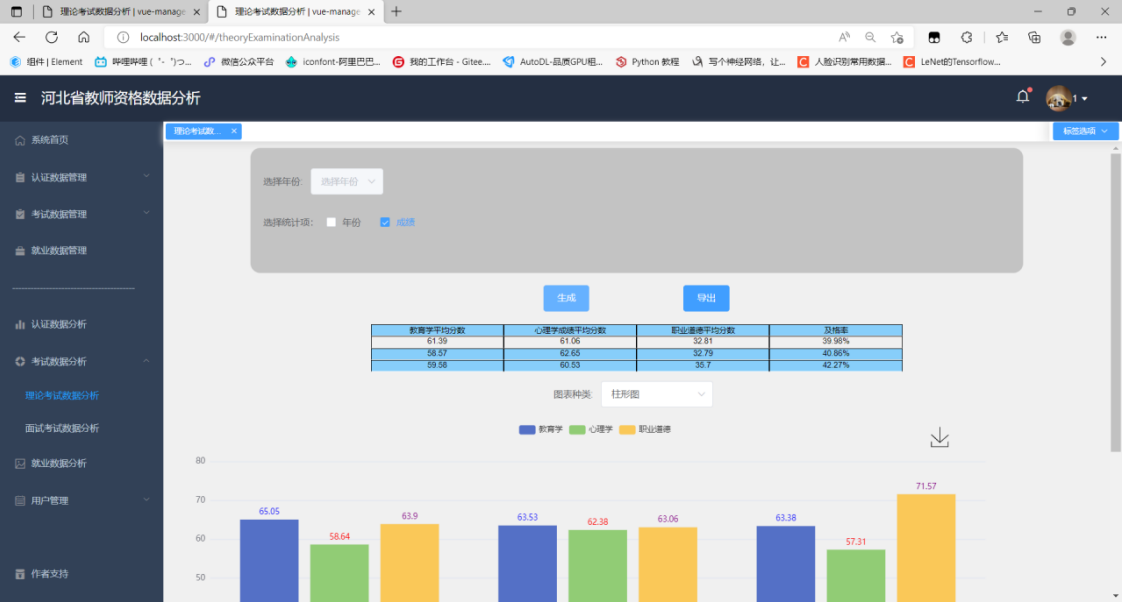 理论考试数据分析 | vue-manage
理论考试数据分析 | vue-manage
localhost:3000/#/theoryExaminationAnalysis
组件 | Element
哔哩哔哩 (゜-゜)つ...
微信公众平台
iconfont-阿里巴巴...
我的工作台 - Gitee....
AutoDL-品质GPU租...
Python 教程
写个神经网络，让...
人脸识别常用数据...
LeNet的Tensorflow...
河北省教师资格数据分析
1
系统首页
认证数据管理
考试数据管理
就业数据管理
认证数据分析
考试数据分析
理论考试数据分析
面试考试数据分析
就业数据分析
用户管理
作者支持
理论考试数...
标签选项
选择年份:
选择年份
选择统计项:
年份
成绩
生成
导出
教育学平均分数 心理学成绩平均分数 职业道德平均分数 及格率
61.39 61.06 32.81 39.98%
58.57 62.65 32.79 40.86%
59.58 60.53 35.7 42.27%
图表种类:
柱形图
教育学 心理学 职业道德
80
70
60
50
65.05
58.64
63.9
63.53
62.38
63.06
63.38
57.31
71.57